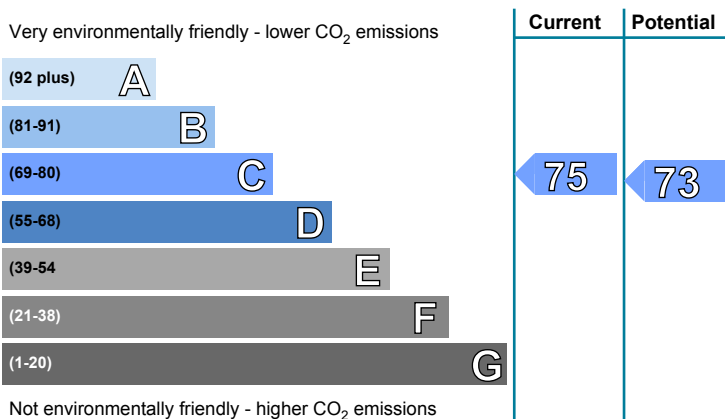 Very environmentally friendly - lower CO2 emissions
Current
Potential
(92 plus) A
(81-91) B
(69-80) C
75
73
(55-68) D
(39-54 E
(21-38) F
(1-20) G
Not environmentally friendly - higher CO2 emissions